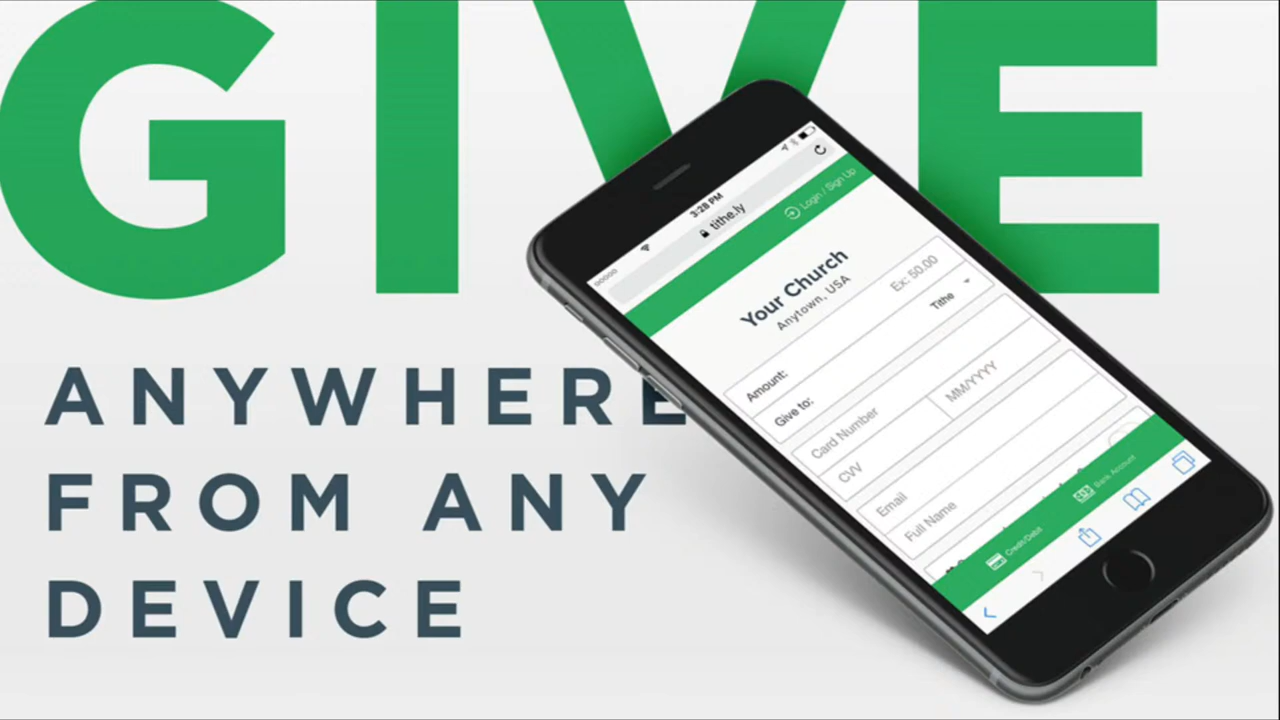 GIVE
ANYWHERE
FROM ANY
DEVICE
3:28 PM
tithe.ly
Login / Sign Up
Your Church
Anytown, USA
Amount:
Ex: 50.00
Give to:
Tithe
Card Number
MM/YYYY
CVV
Email
Full Name
Credit/Debit
Bank Account